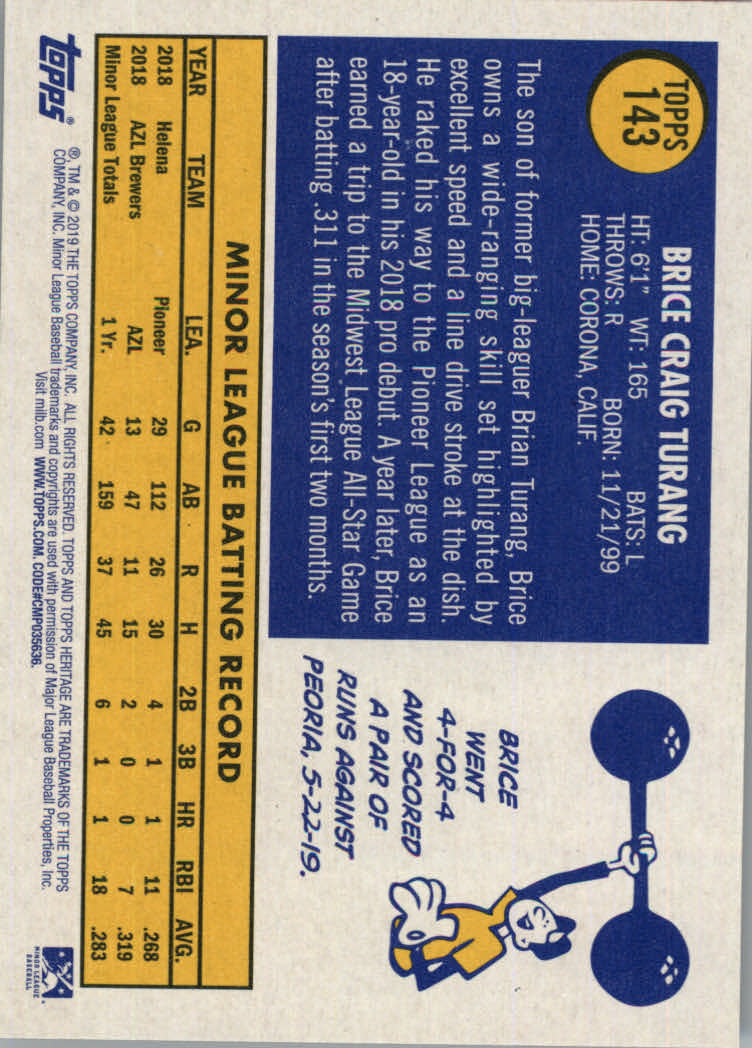 TOPPS
143
BRICE CRAIG TURANG
HT: 6'1" WT: 165 BATS: L
THROWS: R BORN: 11/21/99
HOME: CORONA, CALIF.
The son of former big-leaguer Brian Turang, Brice
owns a wide-ranging skill set highlighted by
excellent speed and a line drive stroke at the dish.
He raked his way to the Pioneer League as an
18-year-old in his 2018 pro debut. A year later, Brice
earned a trip to the Midwest League All-Star Game
after batting .311 in the season's first two months.
BRICE
WENT
4-FOR-4
AND SCORED
A PAIR OF
RUNS AGAINST
PEORIA, 5-22-19.
MINOR LEAGUE BATTING RECORD
YEAR TEAM LEA. G AB R H 2B 3B HR RBI AVG.
2018 Helena Pioneer 29 112 26 30 4 1 1 11 .268
2018 AZL Brewers AZL 13 47 11 15 2 0 0 7 .319
Minor League Totals 1 Yr. 42 159 37 45 6 1 1 18 .283
topps®
®, TM & © 2019 THE TOPPS COMPANY, INC. ALL RIGHTS RESERVED. TOPPS AND TOPPS HERITAGE ARE TRADEMARKS OF THE TOPPS
COMPANY, INC. Minor League Baseball trademarks and copyrights are used with permission of Major League Baseball Properties, Inc.
Visit milb.com WWW.TOPPS.COM. CODE#CMP035636.
MINOR LEAGUE
BASEBALL